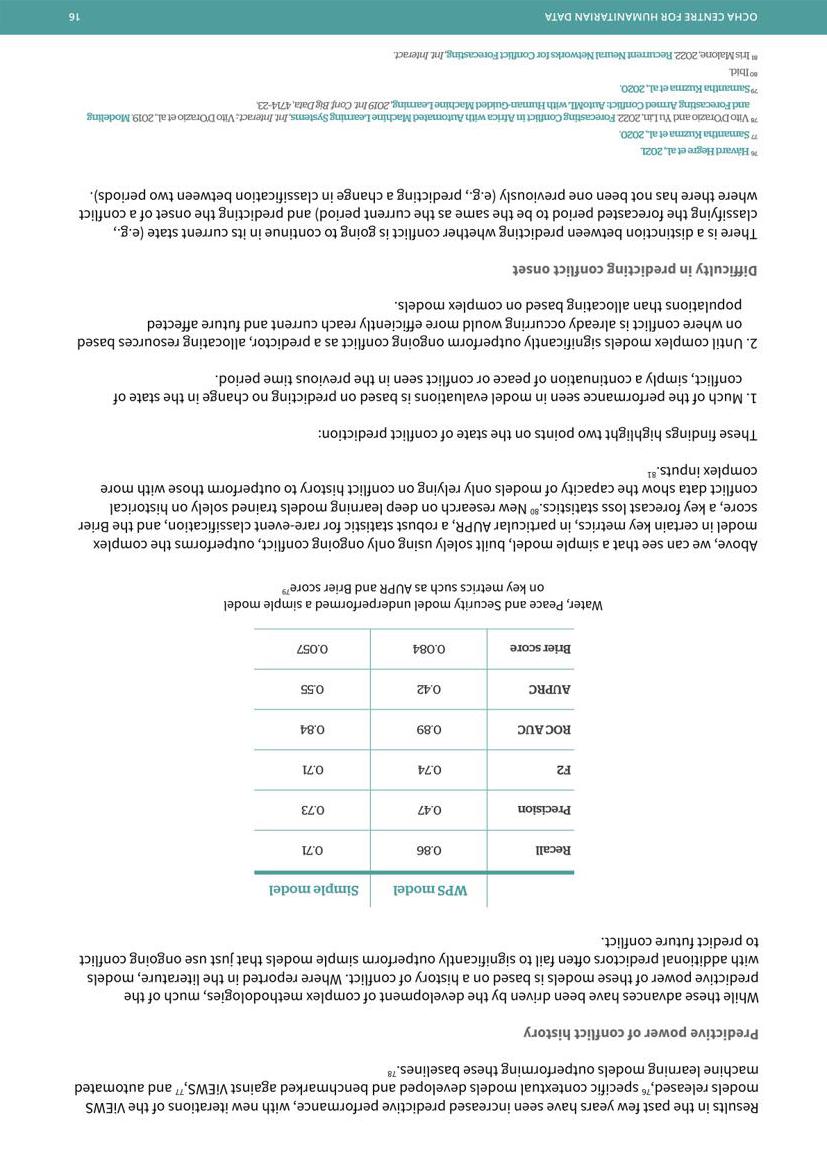 Results in the past few years have seen increased predictive performance, with new iterations of the ViEWS
models released,76 specific contextual models developed and benchmarked against ViEWS,77 and automated
machine learning models outperforming these baselines.78
Predictive power of conflict history
While these advances have been driven by the development of complex methodologies, much of the
predictive power of these models is based on a history of conflict. Where reported in the literature, models
with additional predictors often fail to significantly outperform simple models that just use ongoing conflict
to predict future conflict.
WPS model Simple model
Recall 0.86 0.71
Precision 0.47 0.73
F2 0.74 0.71
ROC AUC 0.89 0.84
AUPRC 0.42 0.55
Brier score 0.084 0.057
Water, Peace and Security model underperformed a simple model
on key metrics such as AUPR and Brier score79
Above, we can see that a simple model, built solely using only ongoing conflict, outperforms the complex
model in certain key metrics, in particular AUPR, a robust statistic for rare-event classification, and the Brier
score, a key forecast loss statistics.80 New research on deep learning models trained solely on historical
conflict data show the capacity of models only relying on conflict history to outperform those with more
complex inputs.81
These findings highlight two points on the state of conflict prediction:
1. Much of the performance seen in model evaluations is based on predicting no change in the state of
conflict, simply a continuation of peace or conflict seen in the previous time period.
2. Until complex models significantly outperform ongoing conflict as a predictor, allocating resources based
on where conflict is already occurring would more efficiently reach current and future affected
populations than allocating based on complex models.
Difficulty in predicting conflict onset
There is a distinction between predicting whether conflict is going to continue in its current state (e.g.,
classifying the forecasted period to be the same as the current period) and predicting the onset of a conflict
where there has not been one previously (e.g., predicting a change in classification between two periods).
76 Håvard Hegre et al., 2021.
77 Samantha Kuzma et al., 2020.
78 Vito D'Orazio and Yu Lin, 2022. Forecasting Conflict in Africa with Automated Machine Learning Systems, Int. Interact.; Vito D'Orazio et al., 2019. Modeling
and Forecasting Armed Conflict: AutoML with Human-Guided Machine Learning, 2019 Int. Conf. Big Data, 4714-23.
79 Samantha Kuzma et al., 2020.
80 Ibid.
81 Iris Malone, 2022. Recurrent Neural Networks for Conflict Forecasting, Int. Interact.
OCHA CENTRE FOR HUMANITARIAN DATA 16